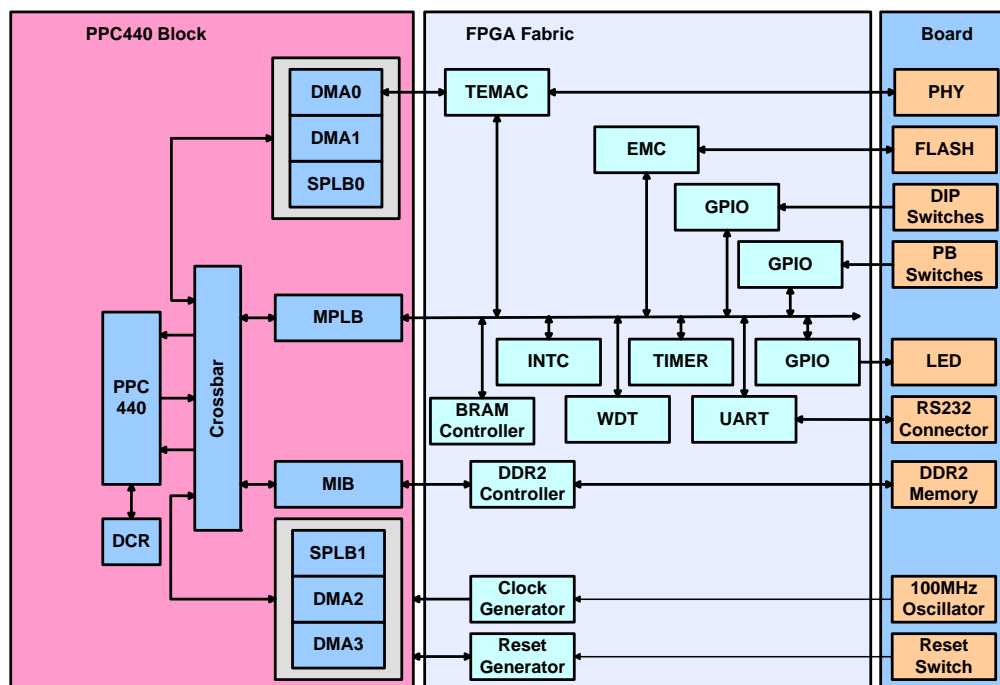 PPC440 Block
FPGA Fabric
Board
DMA0
DMA1
SPLB0
TEMAC
PHY
EMC
FLASH
GPIO
DIP
Switches
GPIO
PB
Switches
MPLB
INTC
TIMER
GPIO
LED
PPC
440
Crossbar
BRAM
Controller
WDT
UART
RS232
Connector
MIB
DDR2
Controller
DDR2
Memory
DCR
SPLB1
DMA2
DMA3
Clock
Generator
100MHz
Oscillator
Reset
Generator
Reset
Switch